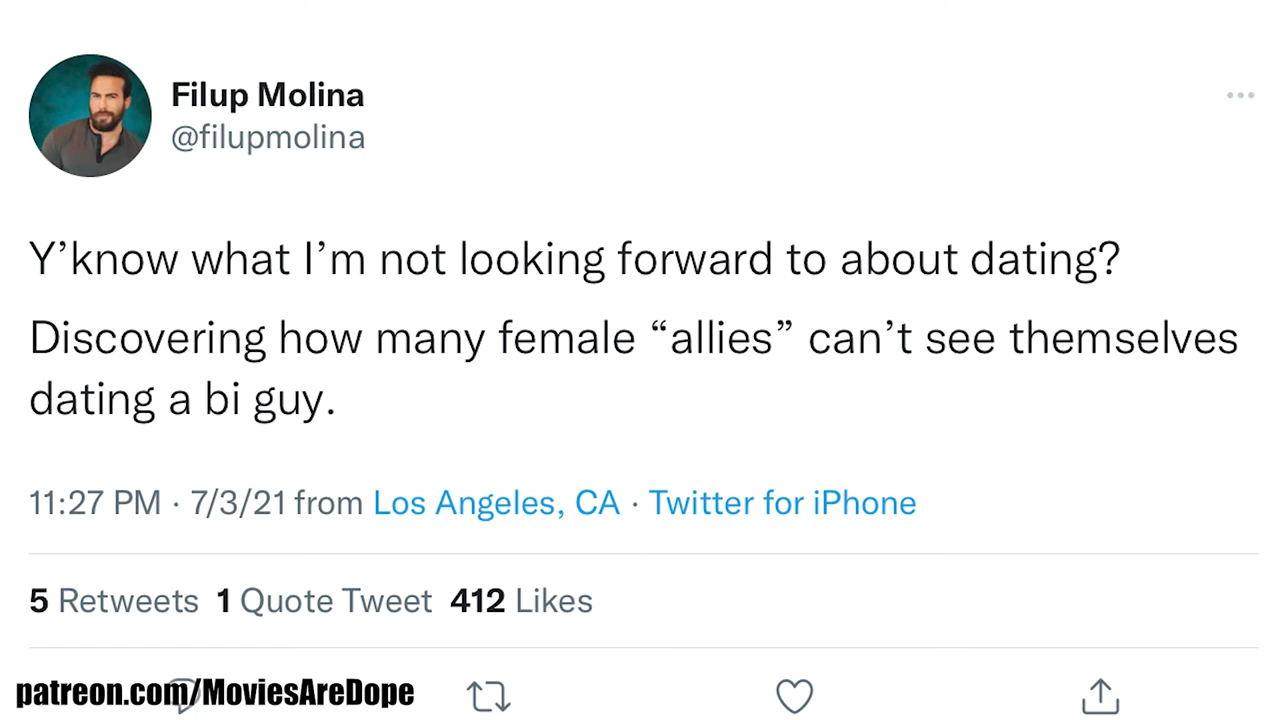 Filup Molina
@filupmolina
Y’know what I’m not looking forward to about dating?
Discovering how many female “allies” can’t see themselves
dating a bi guy.
11:27 PM · 7/3/21 from Los Angeles, CA · Twitter for iPhone
5 Retweets 1 Quote Tweet 412 Likes
patreon.com/MoviesAreDope